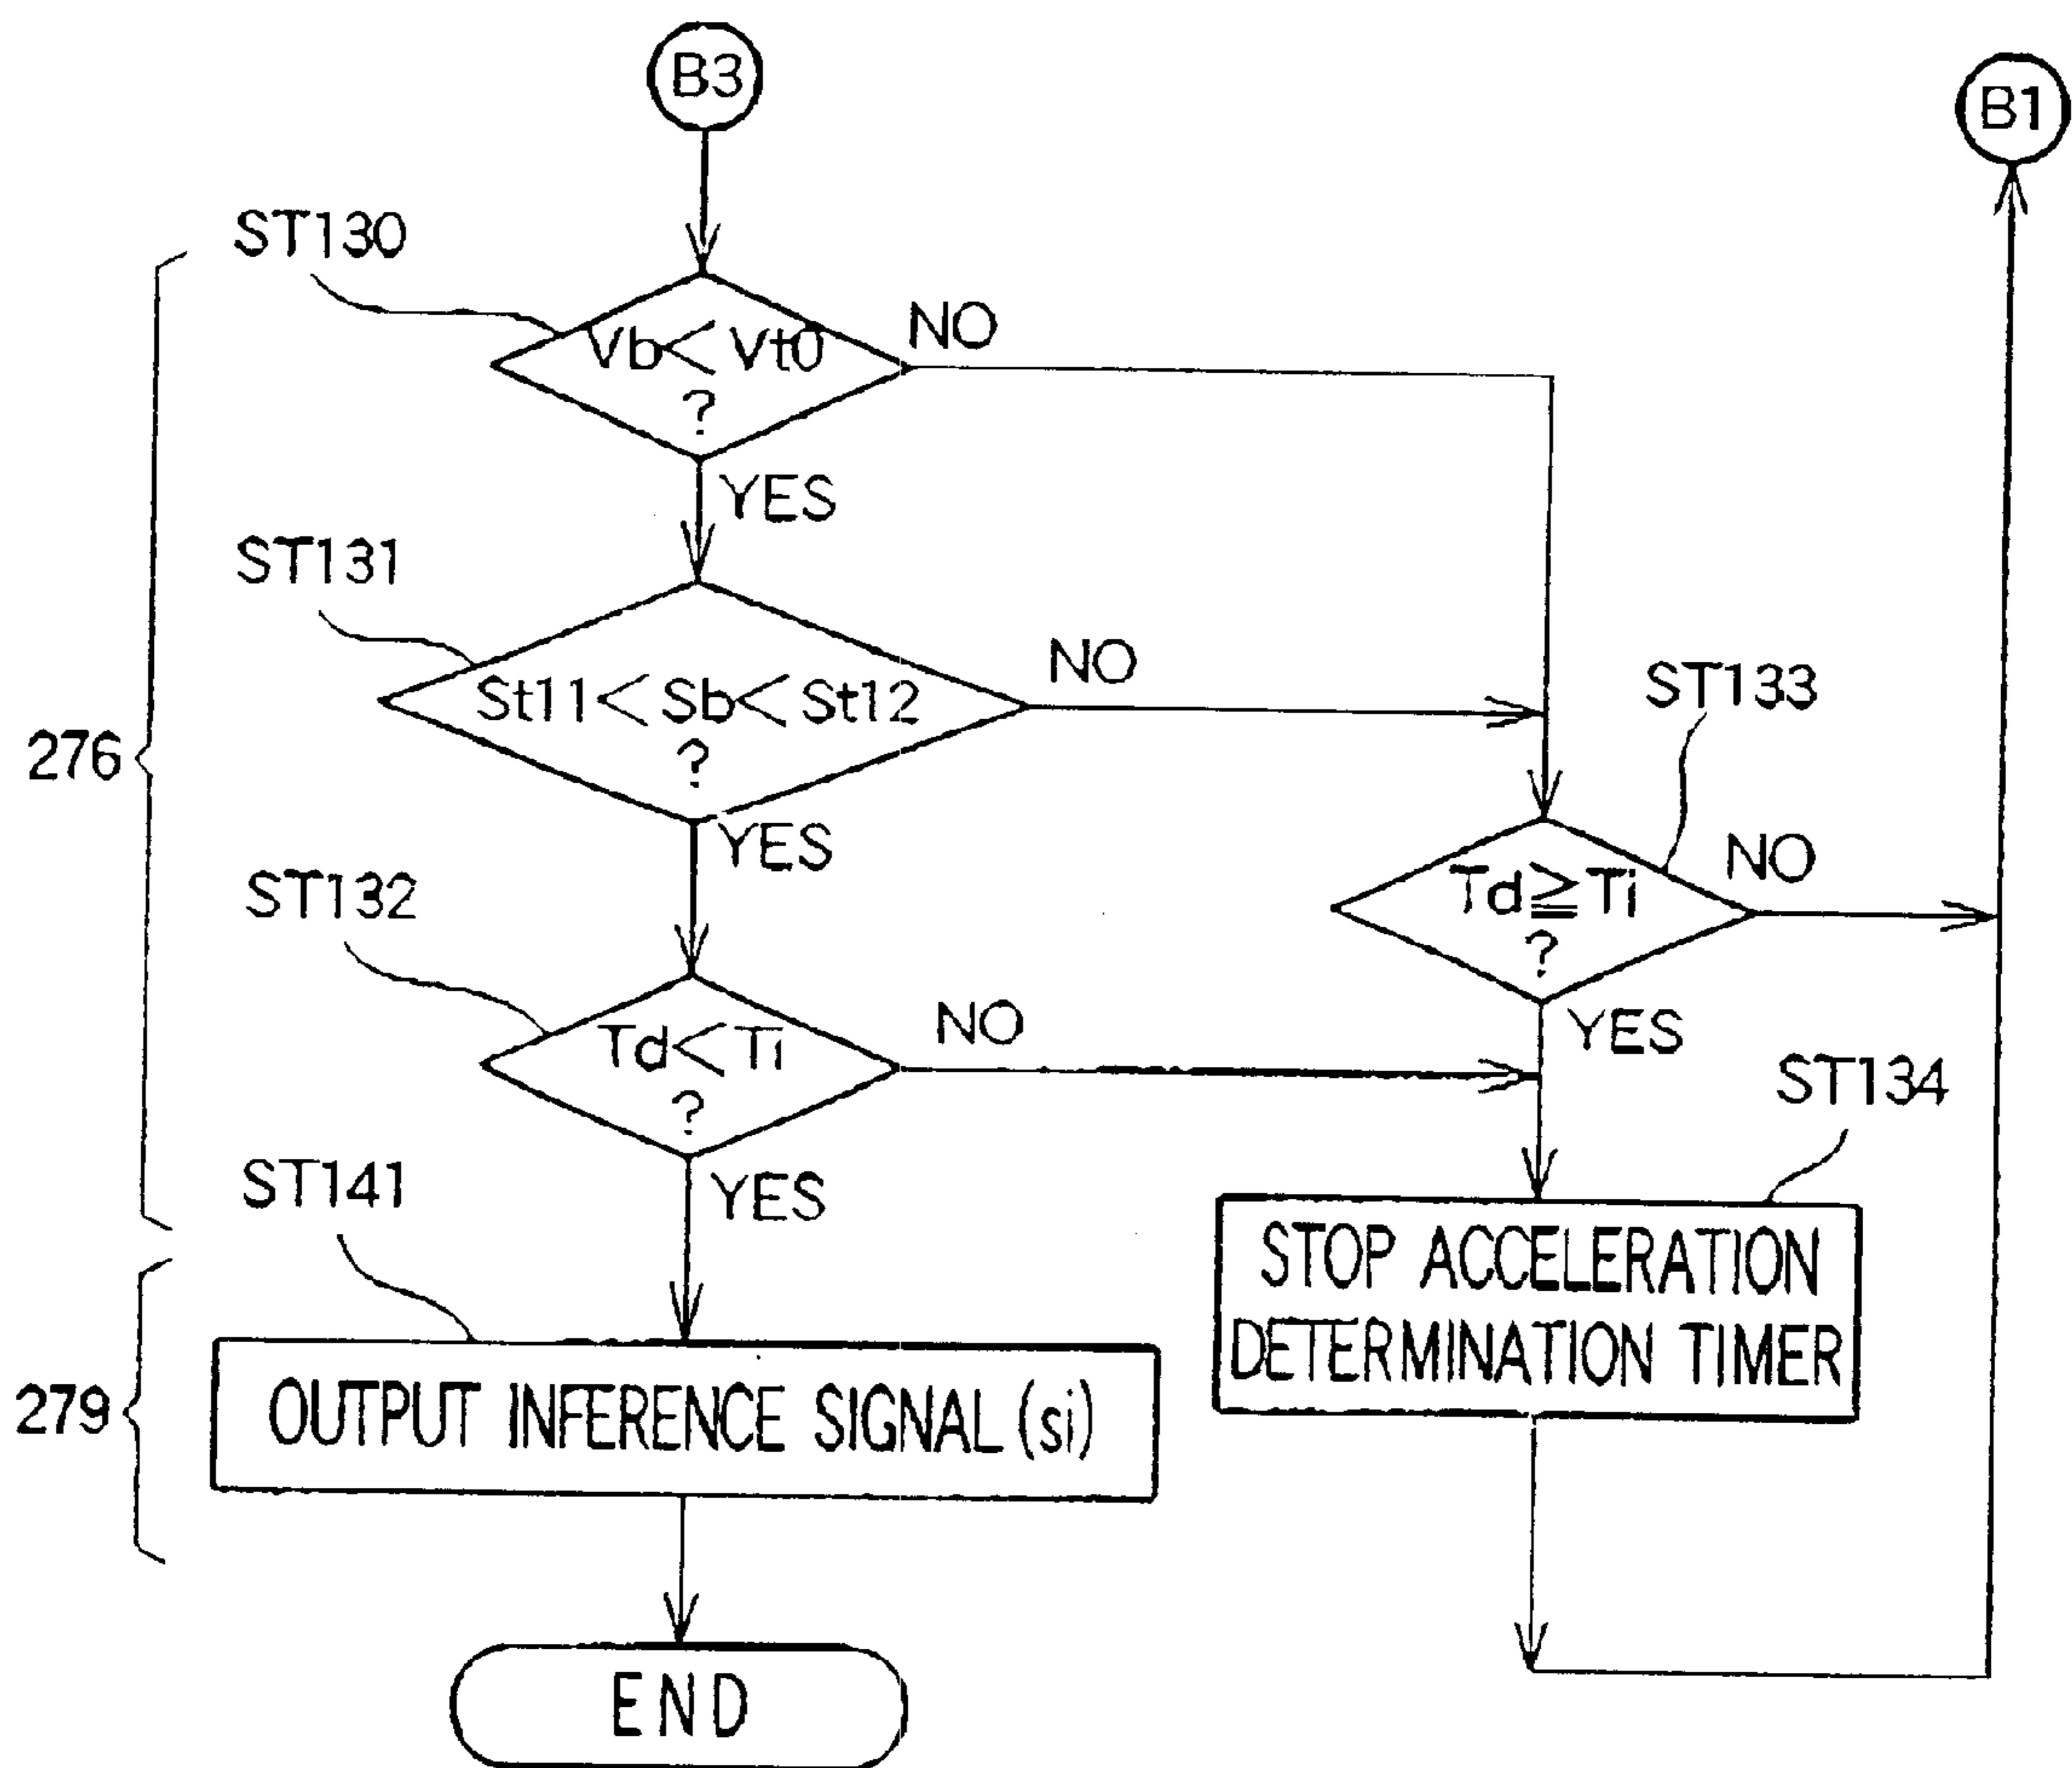 B3
B1
ST130
Vb<Vt0
?
NO
YES
ST131
St11<Sb<St12
?
NO
YES
276
ST133
Td≧Ti
?
NO
YES
ST132
Td<Ti
?
NO
YES
ST134
STOP ACCELERATION
DETERMINATION TIMER
ST141
279
OUTPUT INFERENCE SIGNAL (si)
END